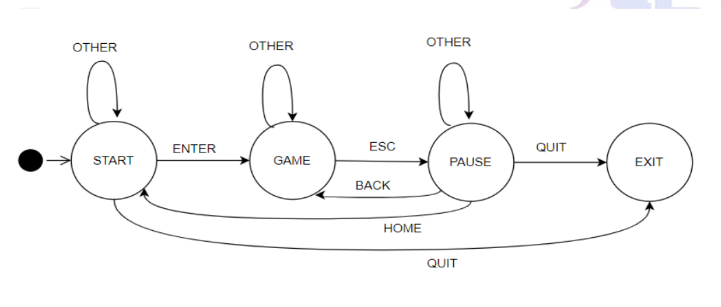 OTHER
OTHER
OTHER
START
ENTER
GAME
ESC
BACK
PAUSE
QUIT
EXIT
HOME
QUIT